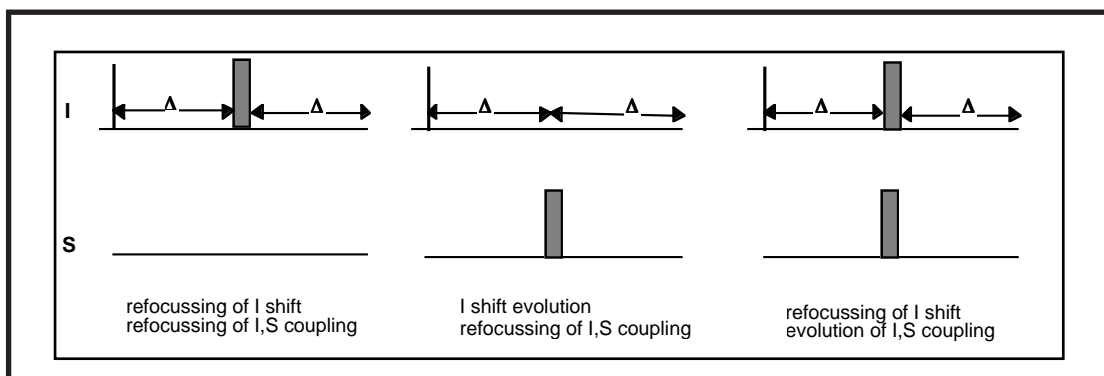 I
Δ Δ Δ Δ Δ Δ
S
refocussing of I shift
refocussing of I,S coupling
I shift evolution
refocussing of I,S coupling
refocussing of I shift
evolution of I,S coupling